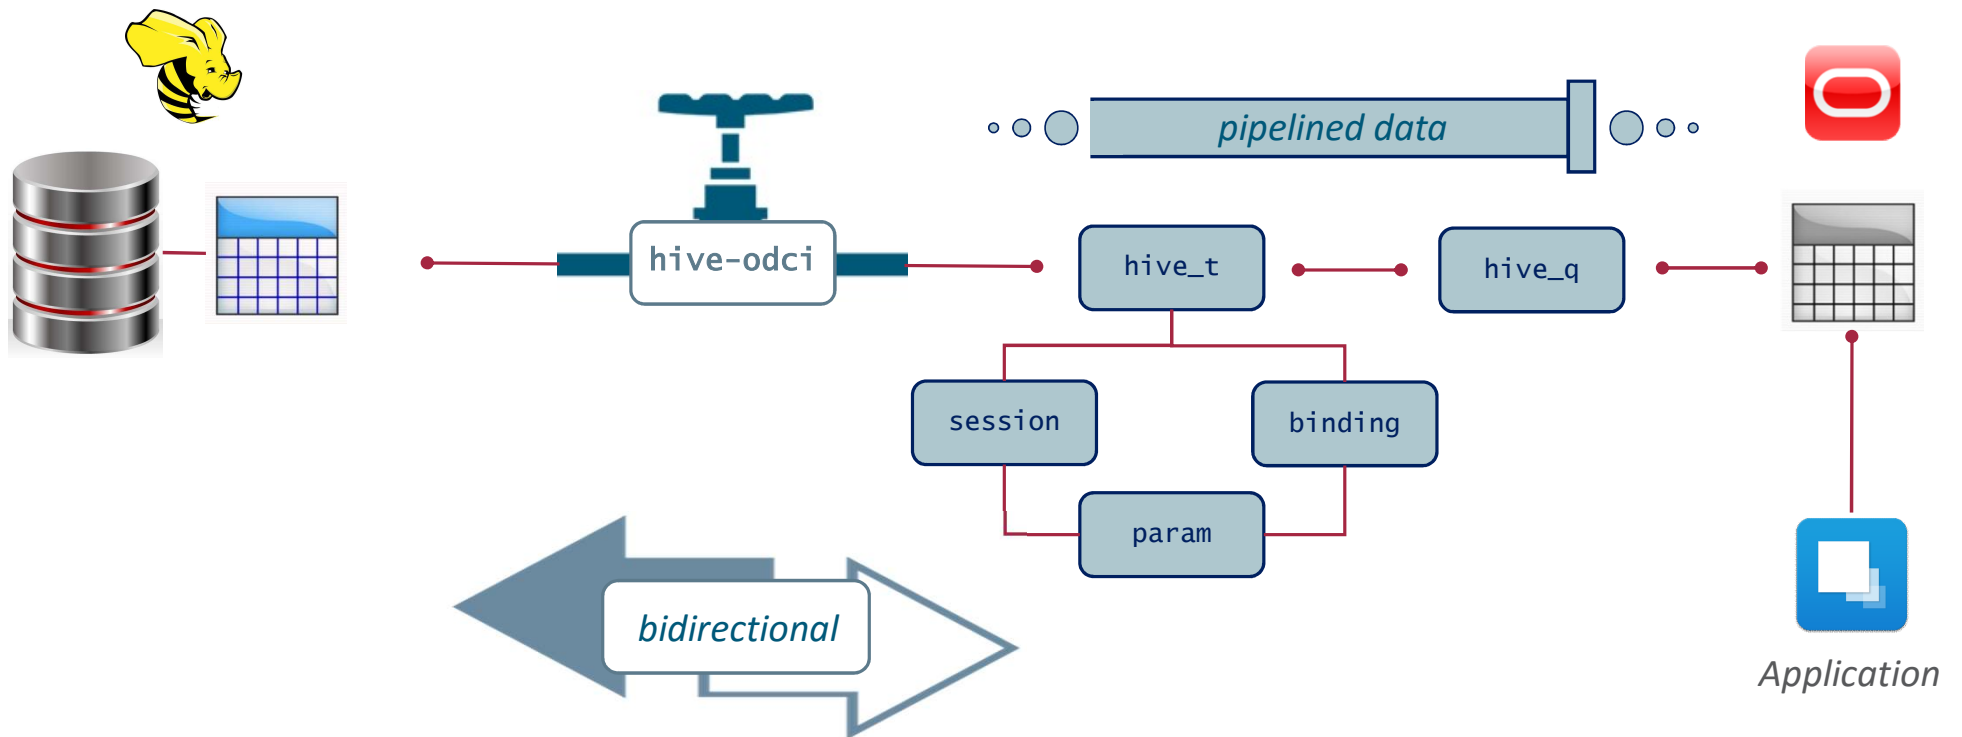 pipelined data
hive-odci
hive_t
hive_q
session
binding
param
bidirectional
Application